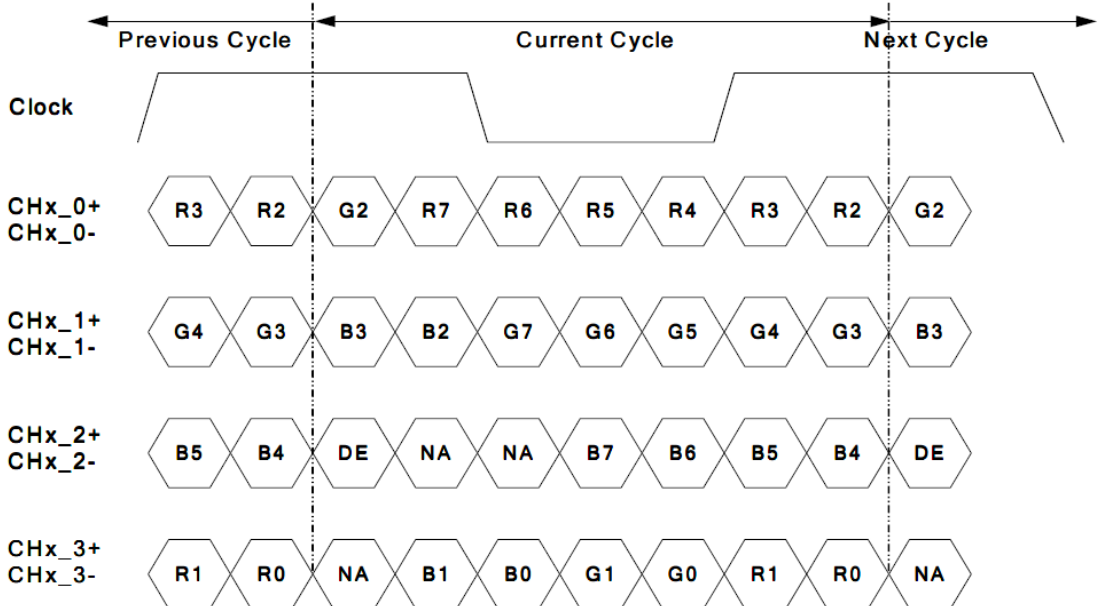 Previous Cycle Current Cycle Next Cycle
Clock
CHx_0+
CHx_0-
R3 R2 G2 R7 R6 R5 R4 R3 R2 G2
CHx_1+
CHx_1-
G4 G3 B3 B2 G7 G6 G5 G4 G3 B3
CHx_2+
CHx_2-
B5 B4 DE NA NA B7 B6 B5 B4 DE
CHx_3+
CHx_3-
R1 R0 NA B1 B0 G1 G0 R1 R0 NA